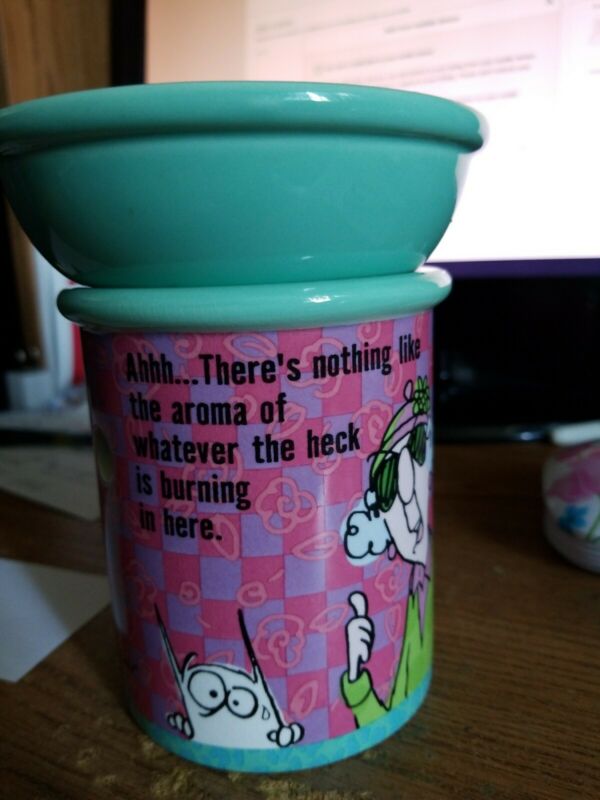 Ahhh...There's nothing like
the aroma of
whatever the heck
is burning
in here.